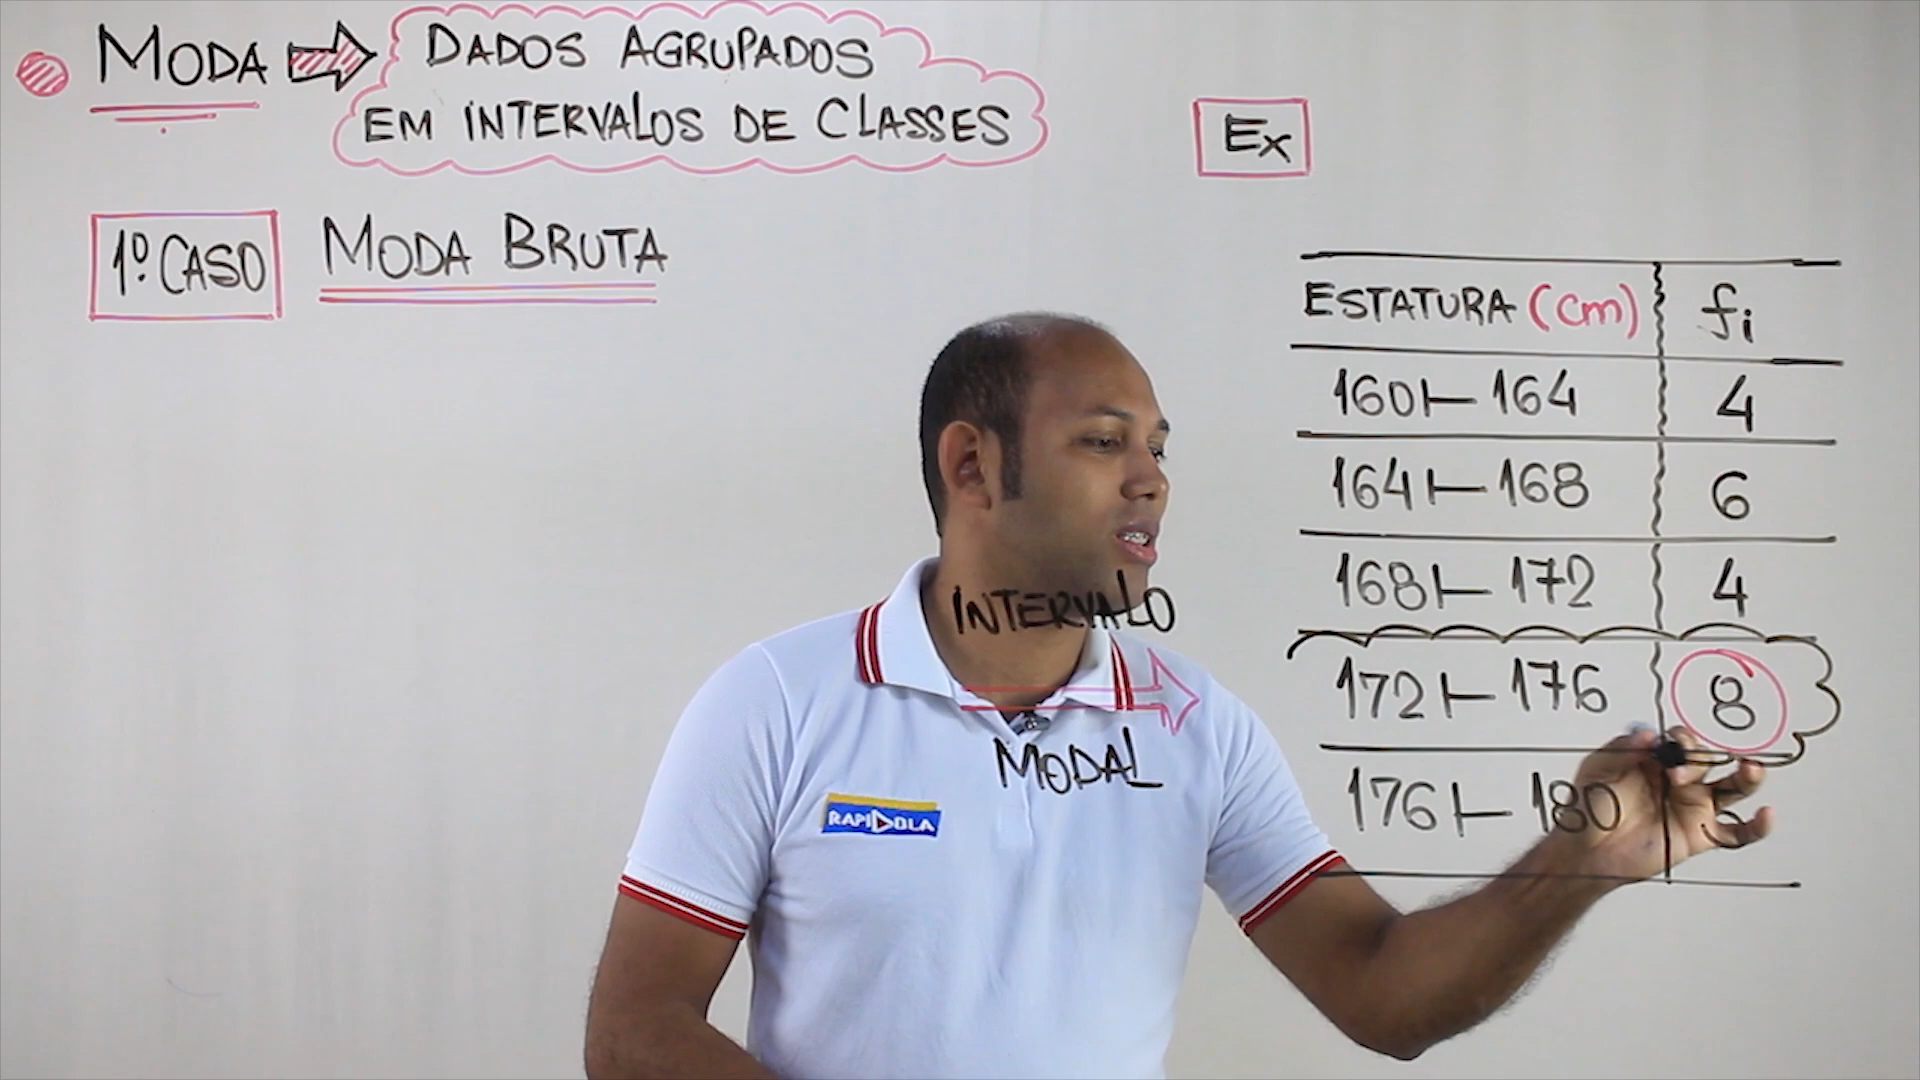 MODA
DADOS AGRUPADOS
EM INTERVALOS DE CLASSES
Ex
1º. CASO MODA BRUTA
ESTATURA (cm) fi
160 ⊢ 164 4
164 ⊢ 168 6
168 ⊢ 172 4
INTERVALO
MODAL
172 ⊢ 176 8
176 ⊢ 180
RAPIDOLA